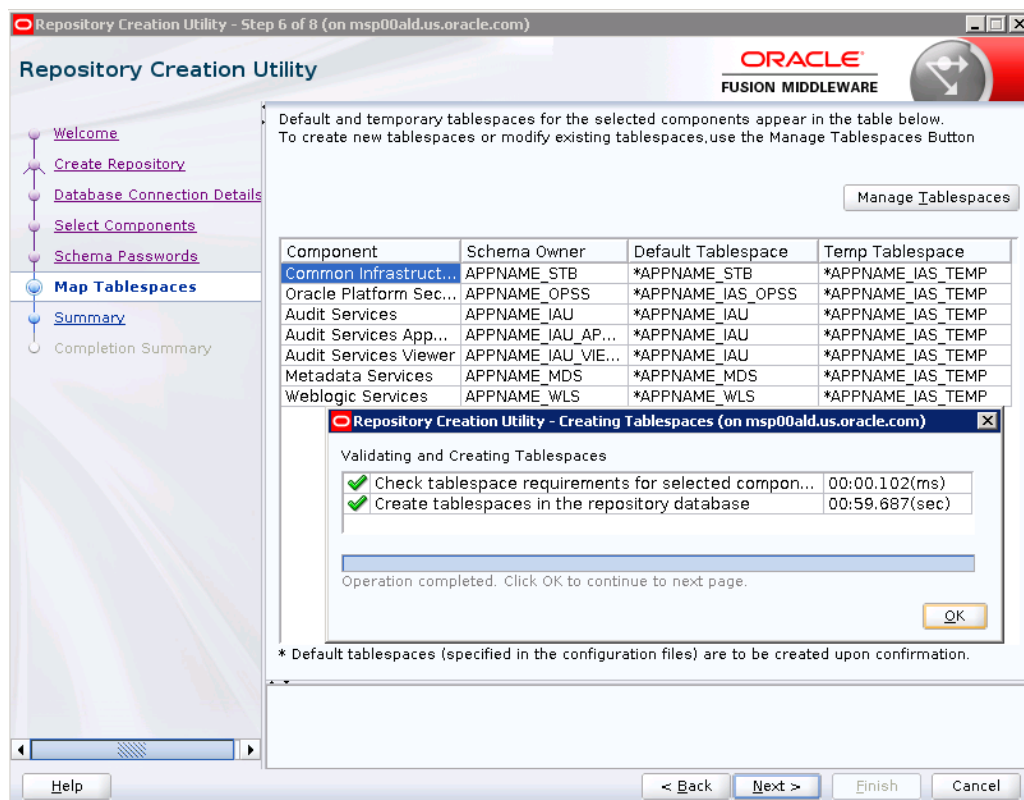 Repository Creation Utility - Step 6 of 8 (on msp00ald.us.oracle.com)
Repository Creation Utility
ORACLE
FUSION MIDDLEWARE
Welcome
Create Repository
Database Connection Details
Select Components
Schema Passwords
Map Tablespaces
Summary
Completion Summary
Default and temporary tablespaces for the selected components appear in the table below.
To create new tablespaces or modify existing tablespaces,use the Manage Tablespaces Button
Manage Tablespaces
Component Schema Owner Default Tablespace Temp Tablespace
Common Infrastruct... APPNAME_STB *APPNAME_STB *APPNAME_IAS_TEMP
Oracle Platform Sec... APPNAME_OPSS *APPNAME_IAS_OPSS *APPNAME_IAS_TEMP
Audit Services APPNAME_IAU *APPNAME_IAU *APPNAME_IAS_TEMP
Audit Services App... APPNAME_IAU_AP... *APPNAME_IAU *APPNAME_IAS_TEMP
Audit Services Viewer APPNAME_IAU_VIE... *APPNAME_IAU *APPNAME_IAS_TEMP
Metadata Services APPNAME_MDS *APPNAME_MDS *APPNAME_IAS_TEMP
Weblogic Services APPNAME_WLS *APPNAME_WLS *APPNAME_IAS_TEMP
Repository Creation Utility - Creating Tablespaces (on msp00ald.us.oracle.com)
Validating and Creating Tablespaces
Check tablespace requirements for selected compon... 00:00.102(ms)
Create tablespaces in the repository database 00:59.687(sec)
Operation completed. Click OK to continue to next page.
OK
* Default tablespaces (specified in the configuration files) are to be created upon confirmation.
Help < Back Next > Finish Cancel